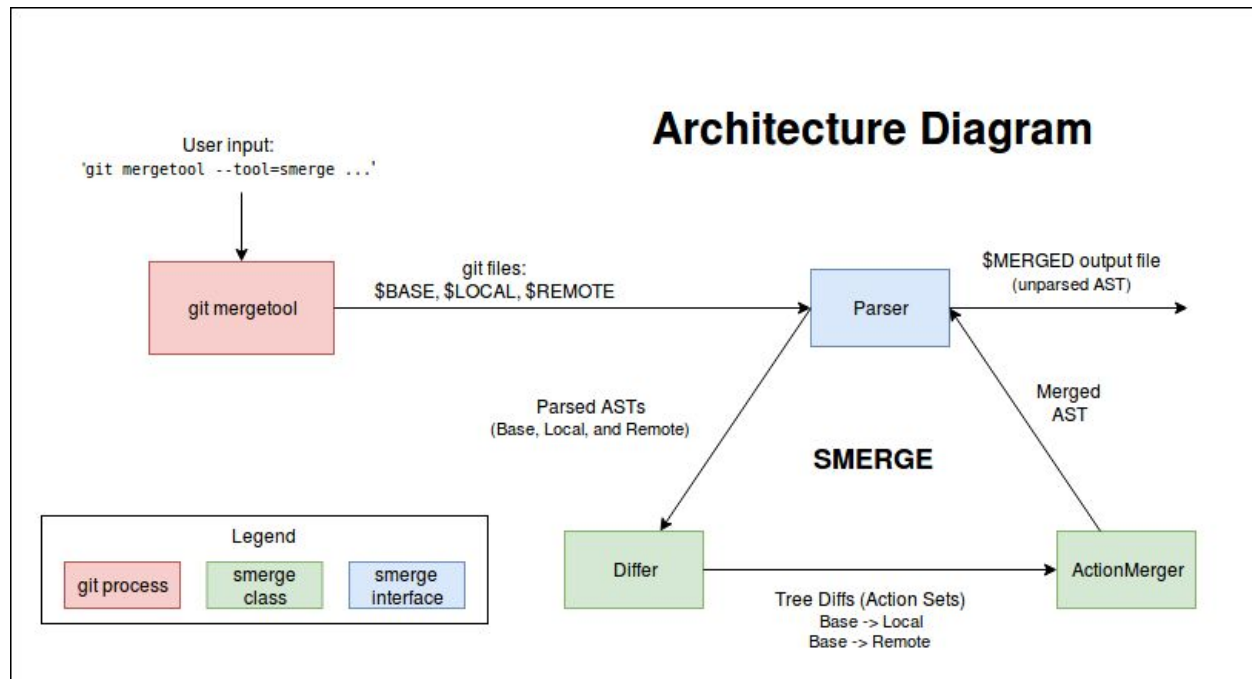 Architecture Diagram
User input:
'git mergetool --tool=smerge ...'
git mergetool
git files:
$BASE, $LOCAL, $REMOTE
Parser
$MERGED output file
(unparsed AST)
Parsed ASTs
(Base, Local, and Remote)
Merged
AST
SMERGE
Differ
Tree Diffs (Action Sets)
Base -> Local
Base -> Remote
ActionMerger
Legend
git process
smerge
class
smerge
interface